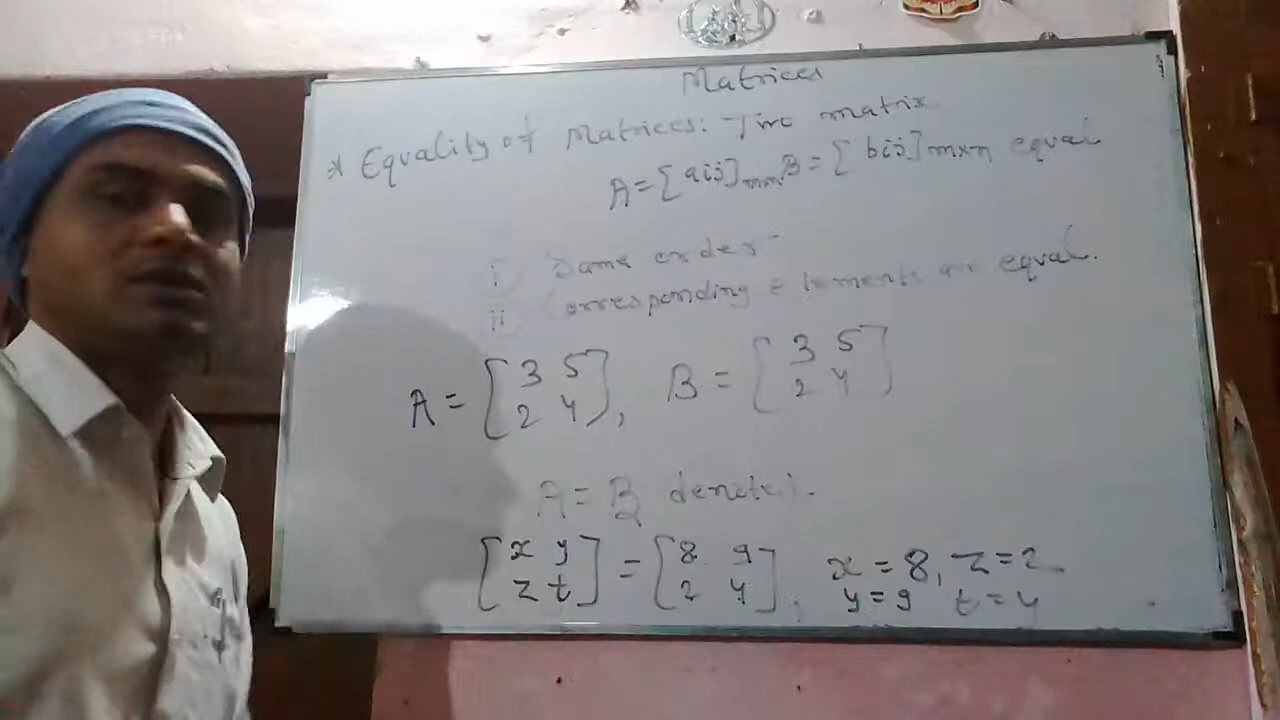 Matrices
* Equality of Matrices: Two matrix
A = [aij]mxn B = [bij]mxn equal
i) Same order
ii) Corresponding elements are equal.
A = [3 5
2 4], B = [3 5
2 4]
A = B denoted.
[x y
z t] = [8 9
2 4], x = 8, z = 2
y = 9 t = 4